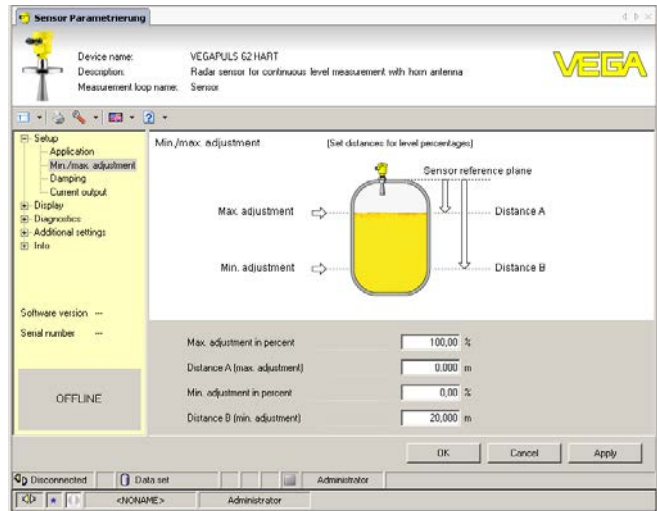 Sensor Parametrierung
Device name: VEGAPULS 62 HART
Description: Radar sensor for continuous level measurement with horn antenna
Measurement loop name: Sensor
VEGA
Setup
Application
Min./max. adjustment
Damping
Current output
Display
Diagnostics
Additional settings
Info
Software version ---
Serial number ---
OFFLINE
Min./max. adjustment (Set distances for level percentages)
Sensor reference plane
Max. adjustment
Distance A
Min. adjustment
Distance B
Max. adjustment in percent 100,00 %
Distance A (max. adjustment) 0.000 m
Min. adjustment in percent 0,00 %
Distance B (min. adjustment) 20,000 m
OK Cancel Apply
Disconnected Data set Administrator
<NONAME> Administrator